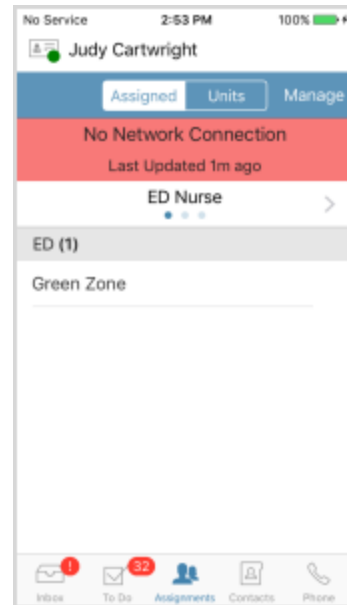 No Service 2:53 PM 100%
Judy Cartwright
Assigned Units Manage
No Network Connection
Last Updated 1m ago
ED Nurse
ED (1)
Green Zone
! 32
Inbox To Do Assignments Contacts Phone